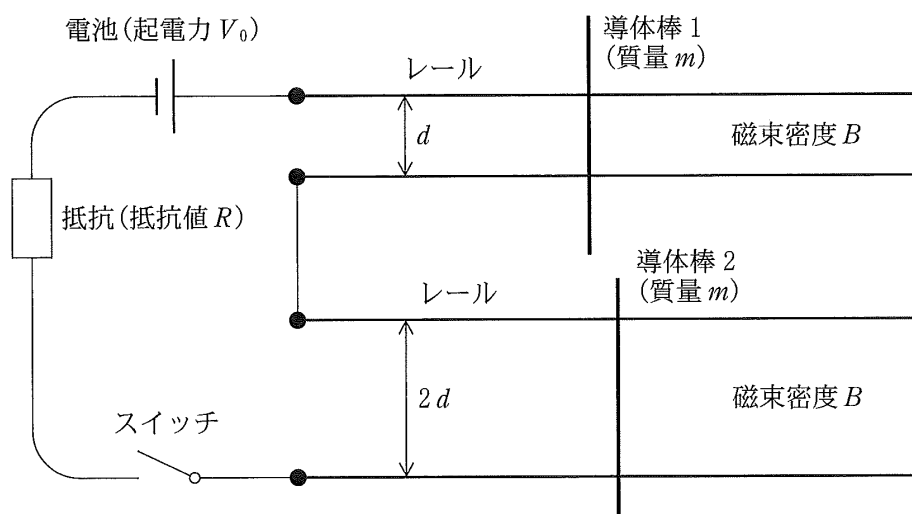 電池(起電力 V₀)
導体棒 1
(質量 m)
レール
d
磁束密度 B
抵抗(抵抗値 R)
導体棒 2
(質量 m)
レール
2d
磁束密度 B
スイッチ